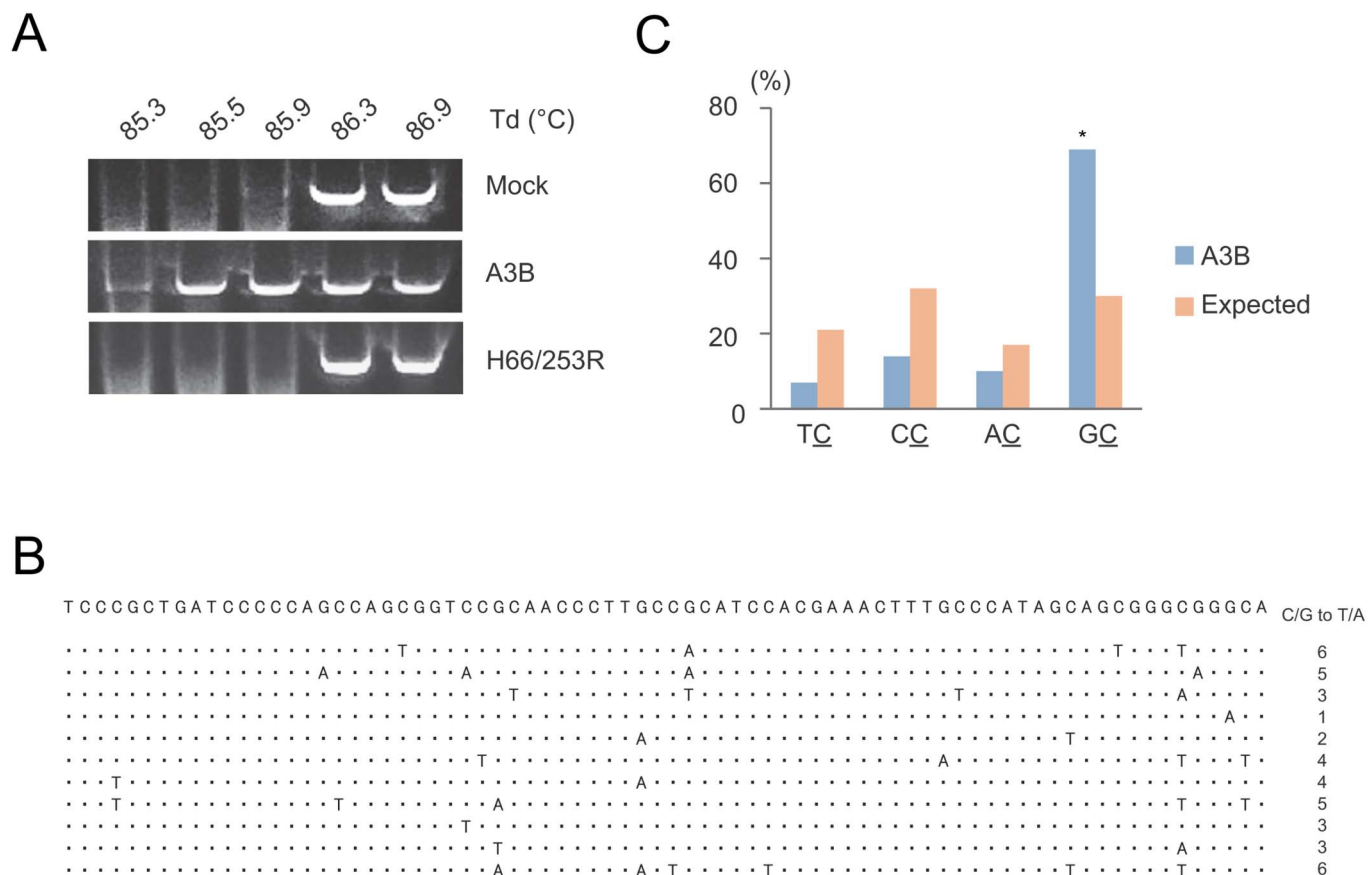 A
85.3 85.5 85.9 86.3 86.9 Td (°C)
Mock
A3B
H66/253R
C
(%)
80
60
40
20
0
*
TC CC AC GC
A3B
Expected
B
TCCCGCTGATCCCCCAGCCAGCGGTCCGCAACCCTTGCCGCATCCACGAAACTTTGCCCATAGCAGCGGGCGGGCA C/G to T/A
.....................T.................A..........................T...T..... 6
................A........A.............A...............................A.... 5
............................T..........T................T.............A..... 3
.........................................................................A.. 1
....................................A..........................T............ 2
..........................T............................A..............T...T. 4
...T................................A....................................... 4
...T.............T.........A..........................................T...T. 5
.........................T.................................................. 3
...........................T..........................................A..... 3
...........................A........A.T.....T..................T......T..... 6